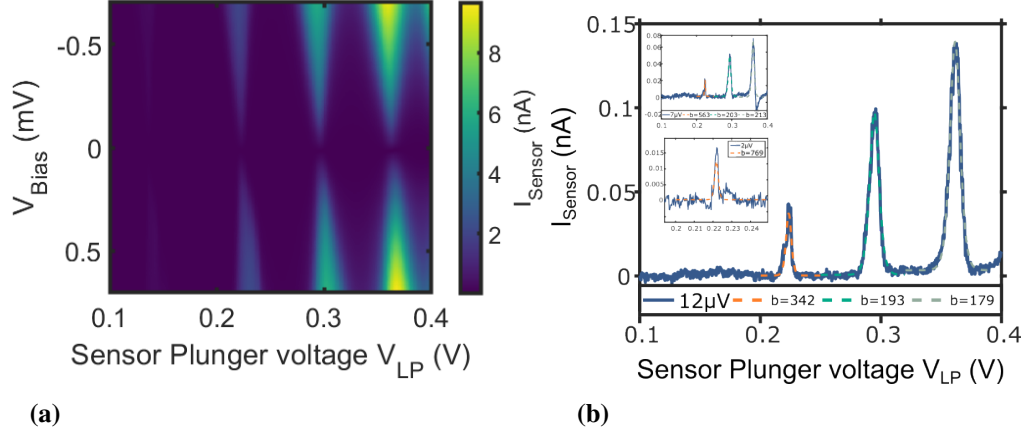 -0.5
0
0.5
V_Bias (mV)
0.1
0.2
0.3
0.4
Sensor Plunger voltage V_LP (V)
8
6
4
2
I_Sensor (nA)
(a)
0.15
0.1
0.05
0
I_Sensor (nA)
0.08
0.06
0.04
0.02
0
-0.02
7μV b=563 b=203 b=213
0.1 0.2 0.3 0.4
0.015
0.01
0.005
0
2μV
b=769
0.2 0.21 0.22 0.23 0.24
12μV b=342 b=193 b=179
0.1 0.2 0.3 0.4
Sensor Plunger voltage V_LP (V)
(b)